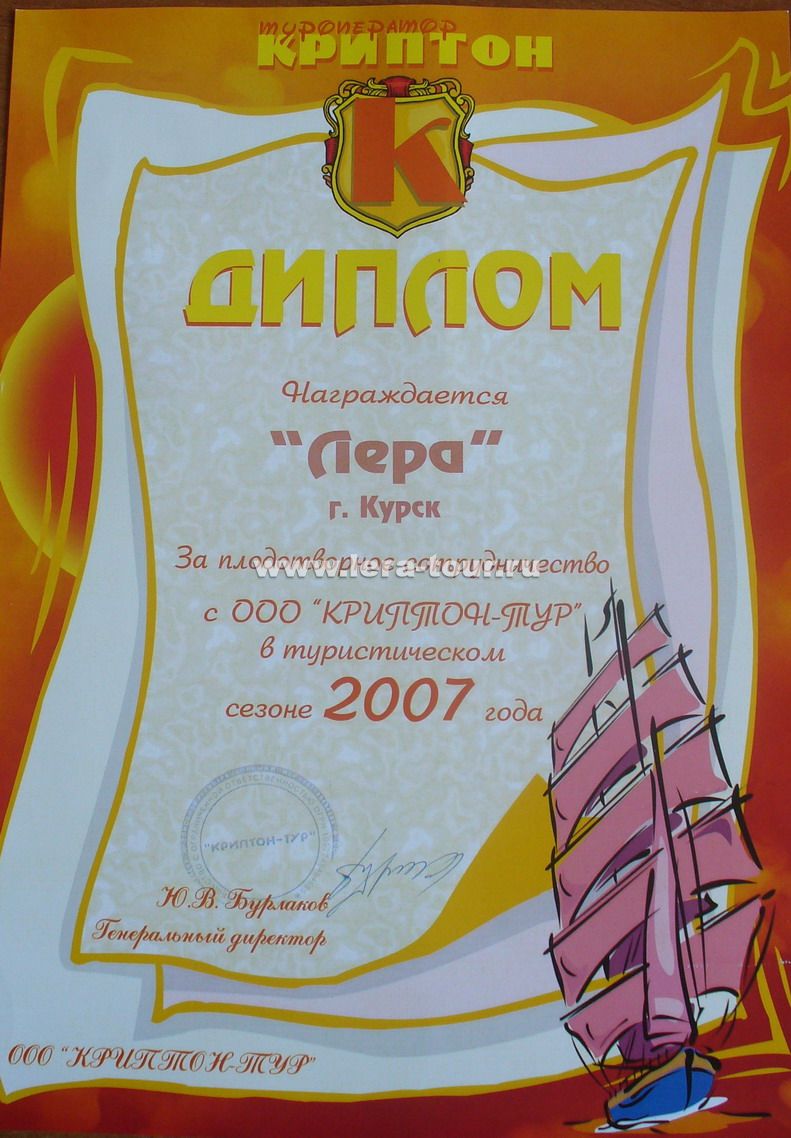 туроператор
КРИПТОН
К
ДИПЛОМ
Награждается
"Лера"
г. Курск
За плодотворное сотрудничество
www.lera-tour.ru
с ООО "КРИПТОН-ТУР"
в туристическом
сезоне 2007 года
"КРИПТОН-ТУР"
Ю.В. Бурлаков
Генеральный директор
ООО "КРИПТОН-ТУР"